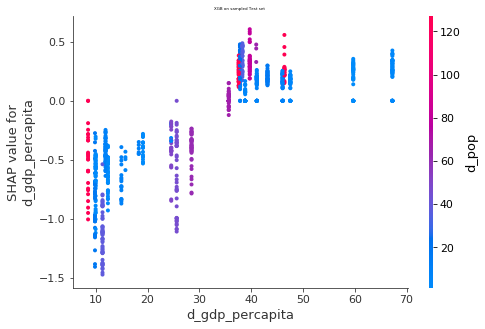 XGB on sampled Test set
SHAP value for
d_gdp_percapita
0.5
0.0
−0.5
−1.0
−1.5
10 20 30 40 50 60 70
d_gdp_percapita
120
100
80
60
40
20
d_pop